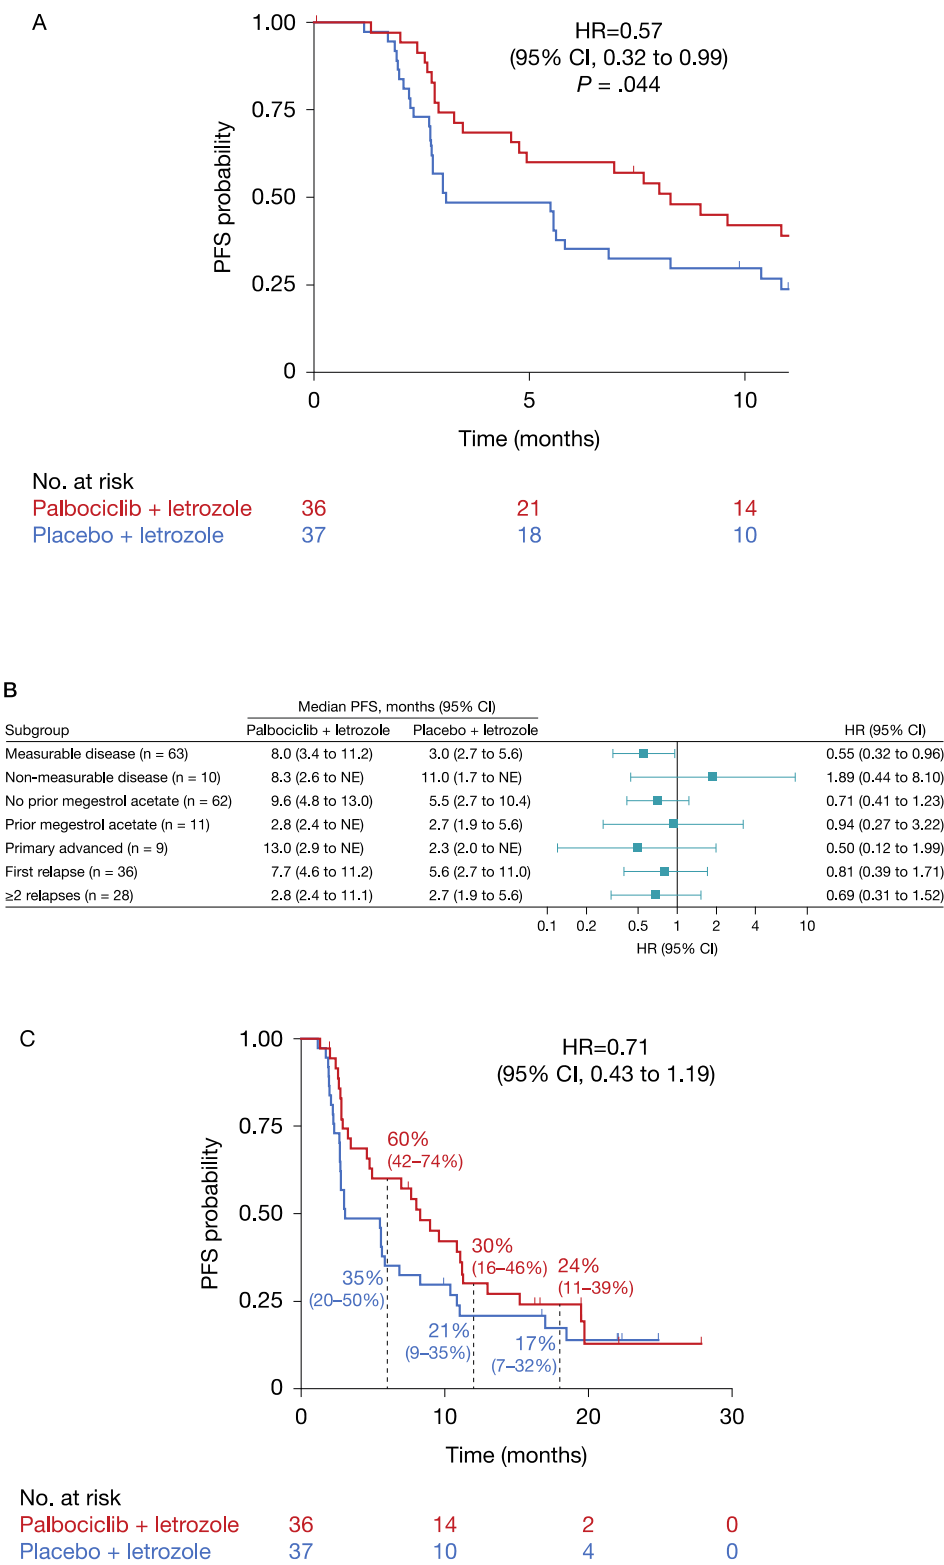 A
HR=0.57
(95% CI, 0.32 to 0.99)
P = .044
1.00
0.75
0.50
0.25
0
PFS probability
0 5 10
Time (months)
No. at risk
Palbociclib + letrozole 36 21 14
Placebo + letrozole 37 18 10
B
Median PFS, months (95% CI)
Subgroup Palbociclib + letrozole Placebo + letrozole HR (95% CI)
Measurable disease (n = 63) 8.0 (3.4 to 11.2) 3.0 (2.7 to 5.6) 0.55 (0.32 to 0.96)
Non-measurable disease (n = 10) 8.3 (2.6 to NE) 11.0 (1.7 to NE) 1.89 (0.44 to 8.10)
No prior megestrol acetate (n = 62) 9.6 (4.8 to 13.0) 5.5 (2.7 to 10.4) 0.71 (0.41 to 1.23)
Prior megestrol acetate (n = 11) 2.8 (2.4 to NE) 2.7 (1.9 to 5.6) 0.94 (0.27 to 3.22)
Primary advanced (n = 9) 13.0 (2.9 to NE) 2.3 (2.0 to NE) 0.50 (0.12 to 1.99)
First relapse (n = 36) 7.7 (4.6 to 11.2) 5.6 (2.7 to 11.0) 0.81 (0.39 to 1.71)
≥2 relapses (n = 28) 2.8 (2.4 to 11.1) 2.7 (1.9 to 5.6) 0.69 (0.31 to 1.52)
0.1 0.2 0.5 1 2 4 10
HR (95% CI)
C
HR=0.71
(95% CI, 0.43 to 1.19)
1.00
0.75
0.50
0.25
0
PFS probability
60%
(42–74%)
30%
(16–46%)
24%
(11–39%)
35%
(20–50%)
21%
(9–35%)
17%
(7–32%)
0 10 20 30
Time (months)
No. at risk
Palbociclib + letrozole 36 14 2 0
Placebo + letrozole 37 10 4 0